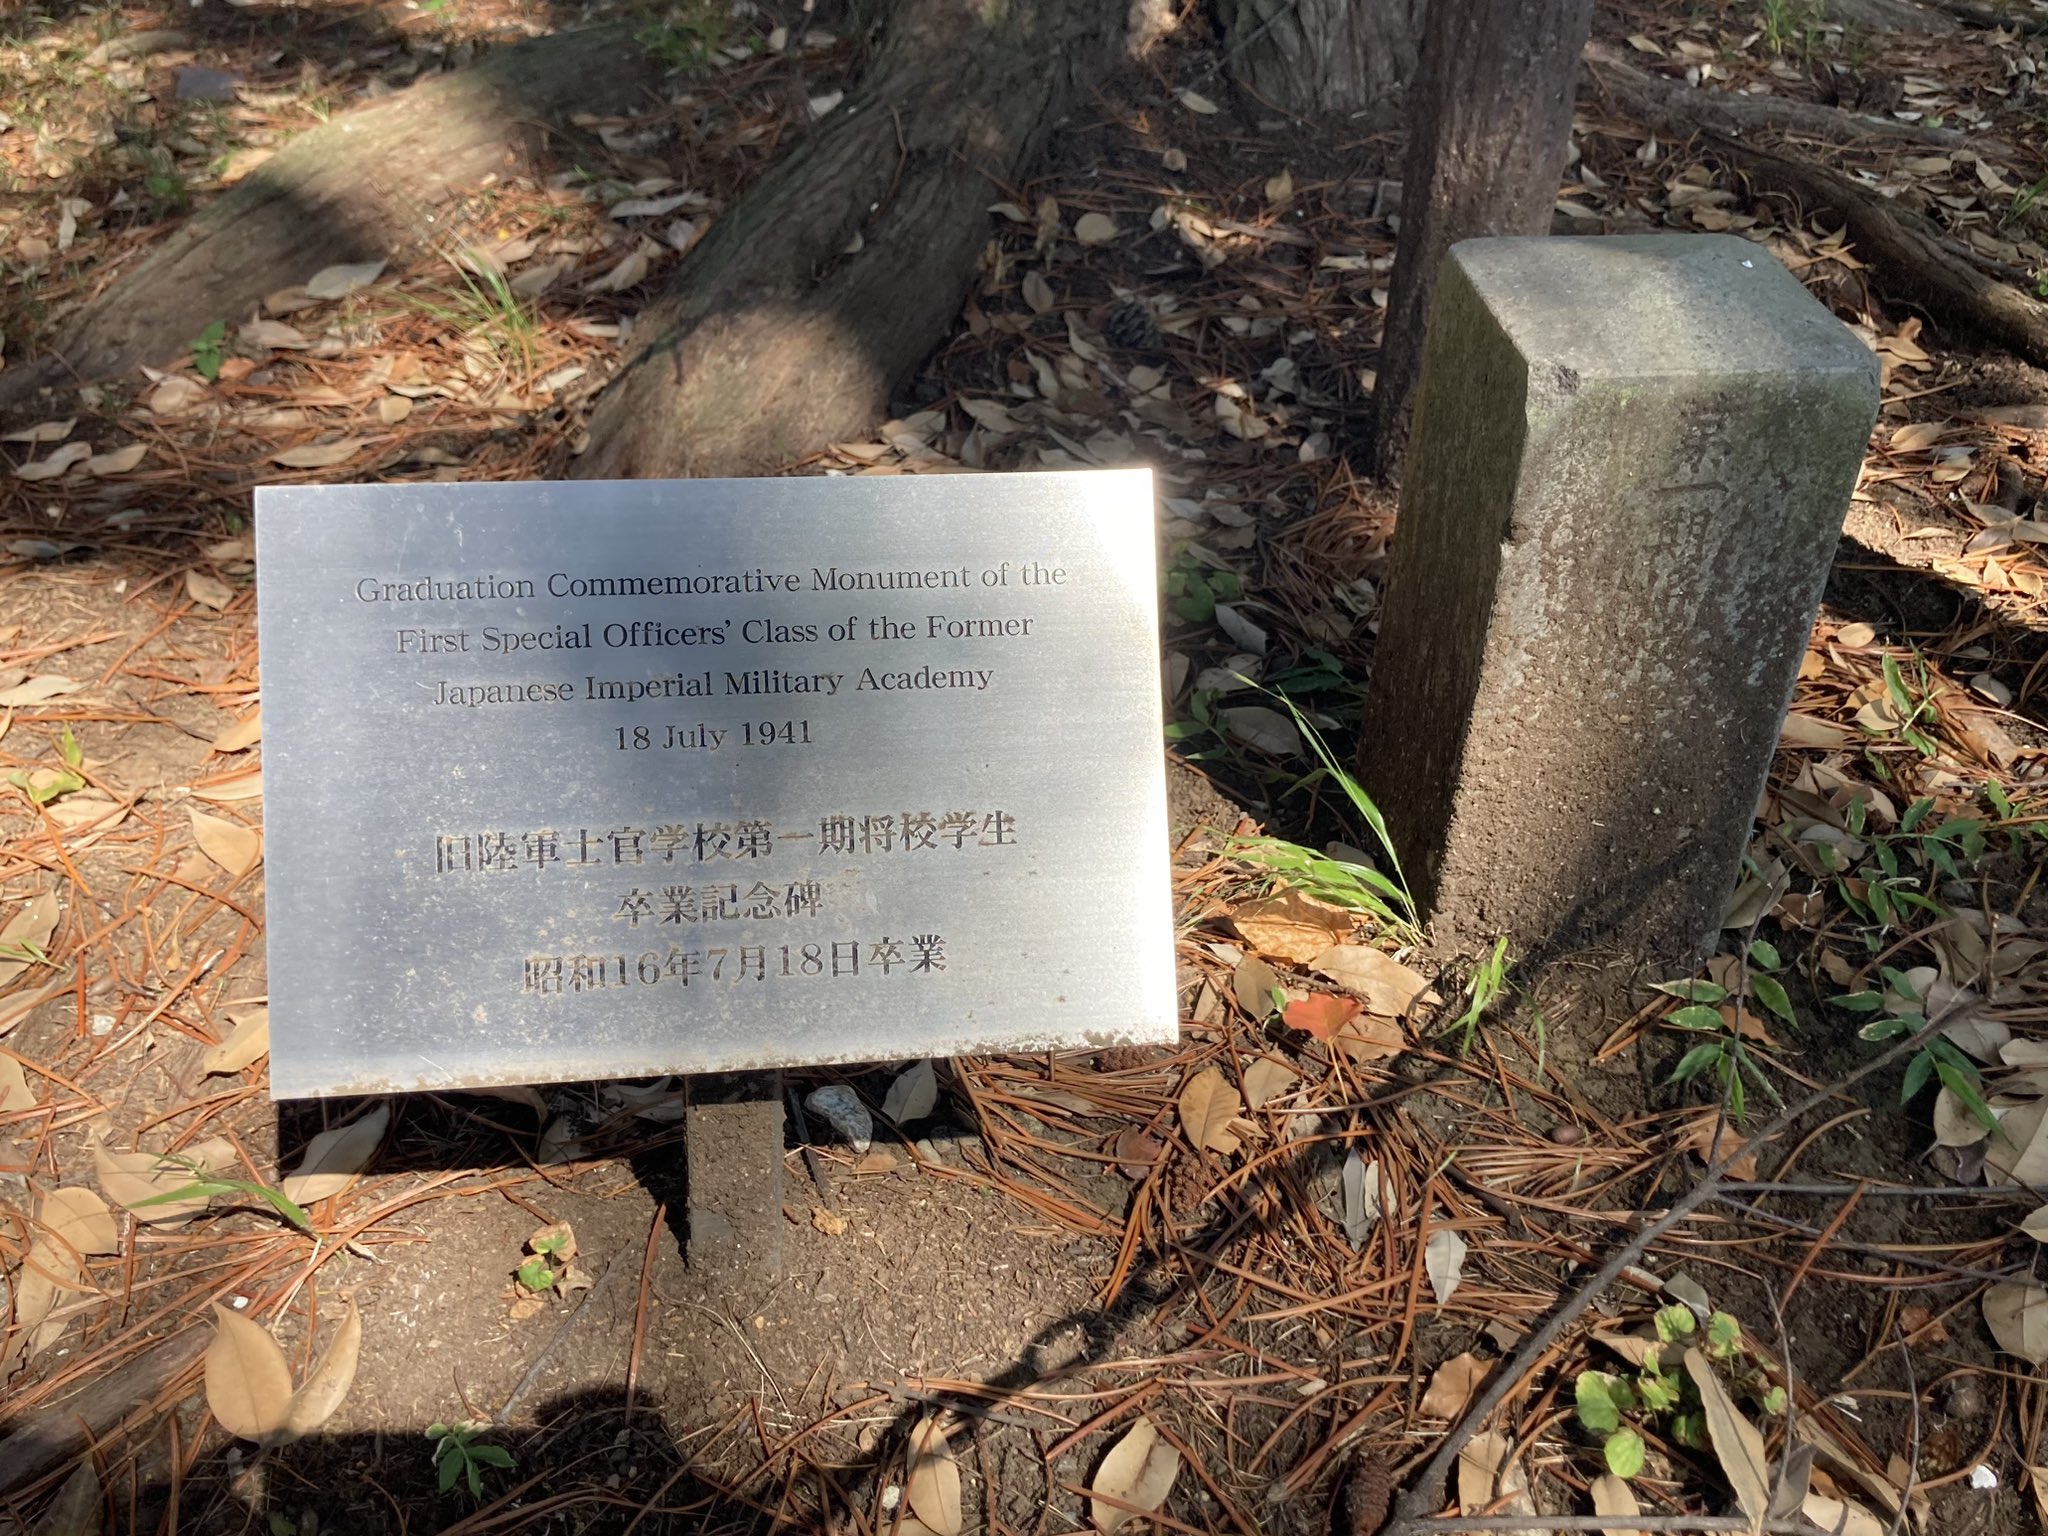 Graduation Commemorative Monument of the
First Special Officers' Class of the Former
Japanese Imperial Military Academy
18 July 1941
旧陸軍士官学校第一期将校学生
卒業記念碑
昭和16年7月18日卒業